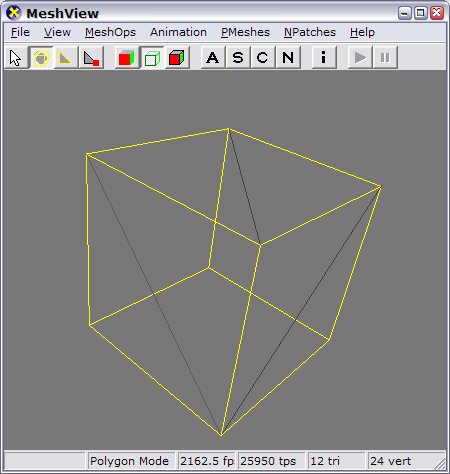 MeshView
File View MeshOps Animation PMeshes NPatches Help
A S C N i
Polygon Mode 2162.5 fp 25950 tps 12 tri 24 vert